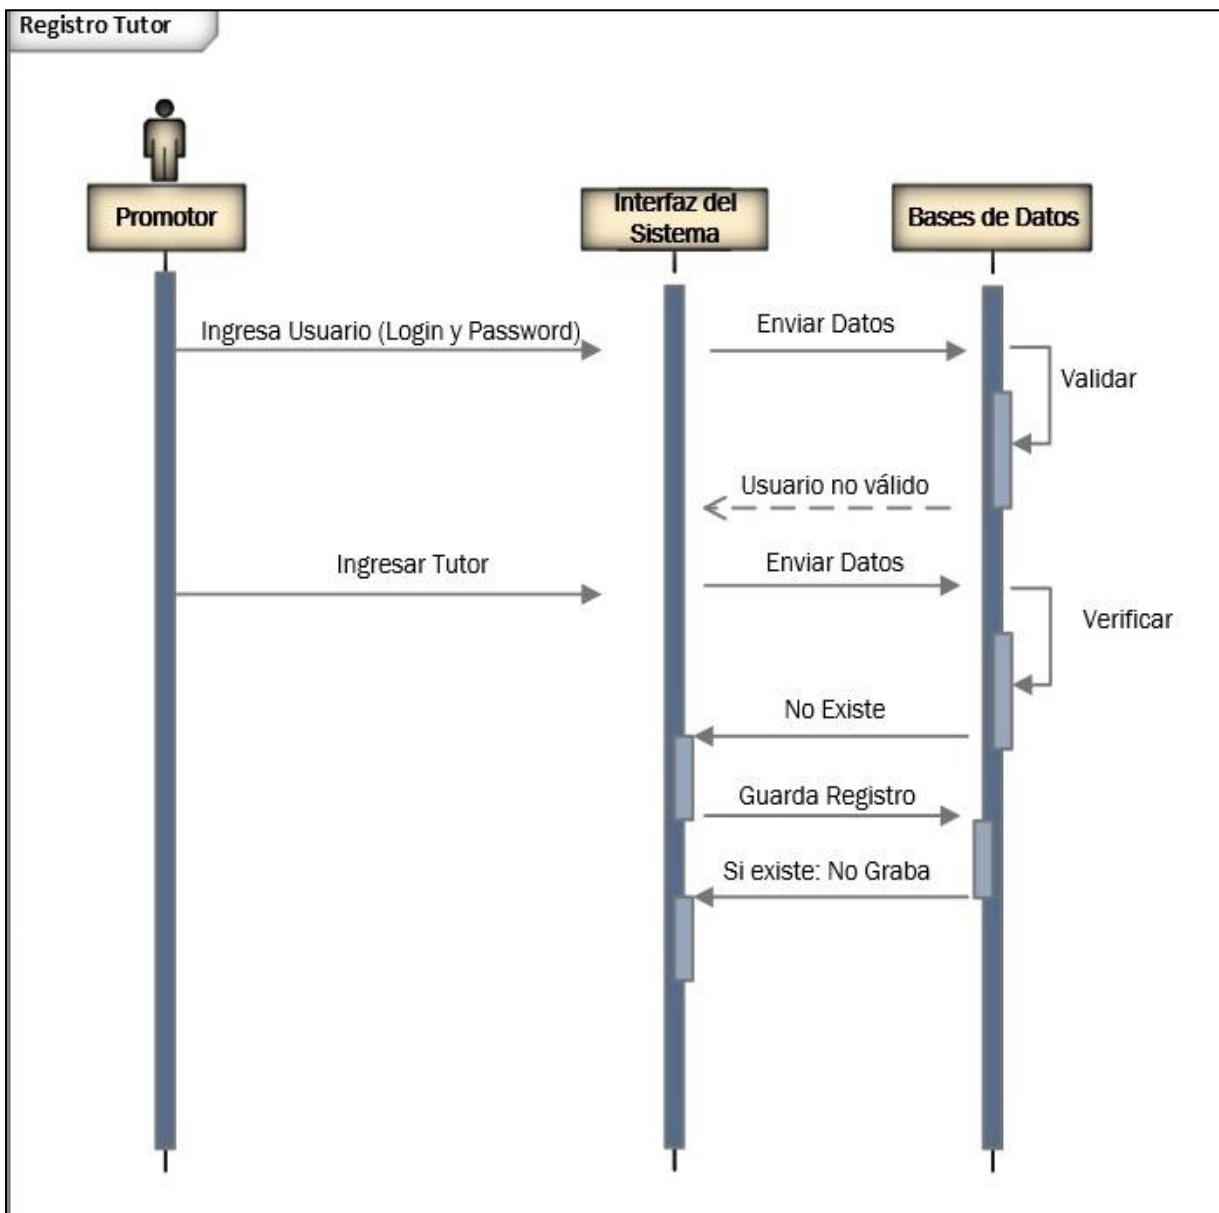 Registro Tutor
Promotor
Interfaz del
Sistema
Bases de Datos
Ingresa Usuario (Login y Password)
Enviar Datos
Validar
Usuario no válido
Ingresar Tutor
Enviar Datos
Verificar
No Existe
Guarda Registro
Si existe: No Graba